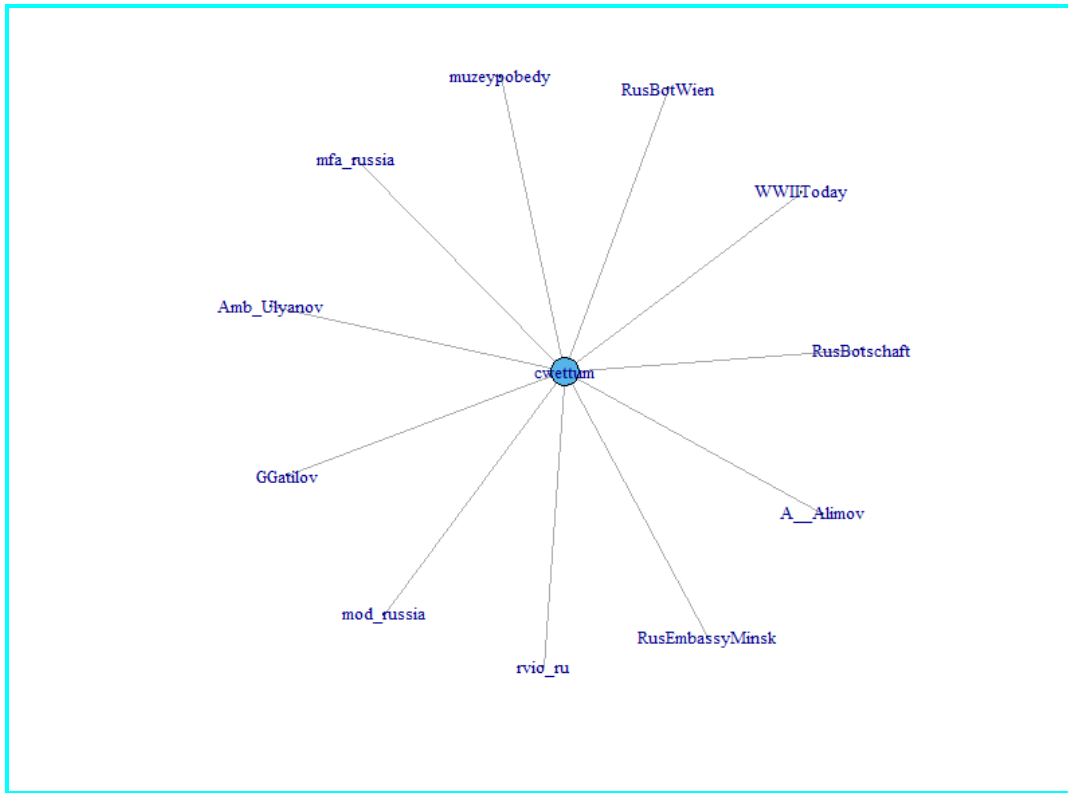 muzeypobedy
RusBotWien
mfa_russia
WWIIToday
Amb_Ulyanov
RusBotschaft
cwettum
GGatilov
A__Alimov
mod_russia
RusEmbassyMinsk
rvio_ru